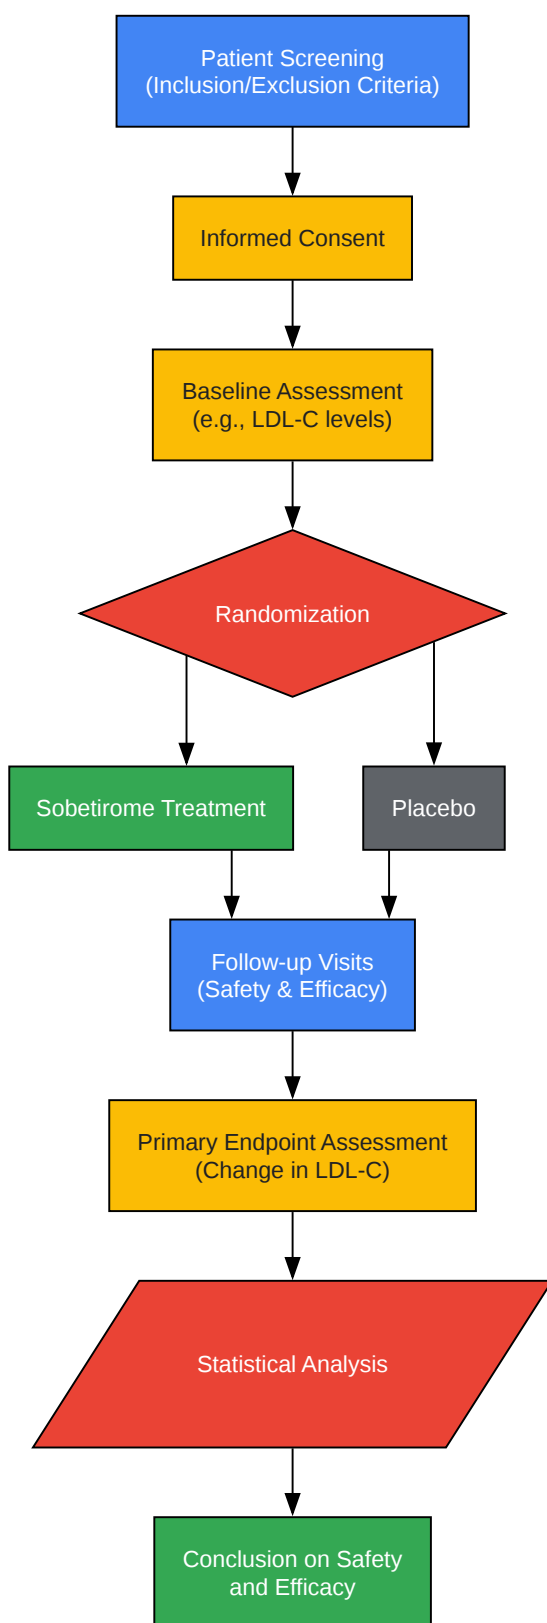 Patient Screening
(Inclusion/Exclusion Criteria)
Informed Consent
Baseline Assessment
(e.g., LDL-C levels)
Randomization
Sobetirome Treatment
Placebo
Follow-up Visits
(Safety & Efficacy)
Primary Endpoint Assessment
(Change in LDL-C)
Statistical Analysis
Conclusion on Safety
and Efficacy